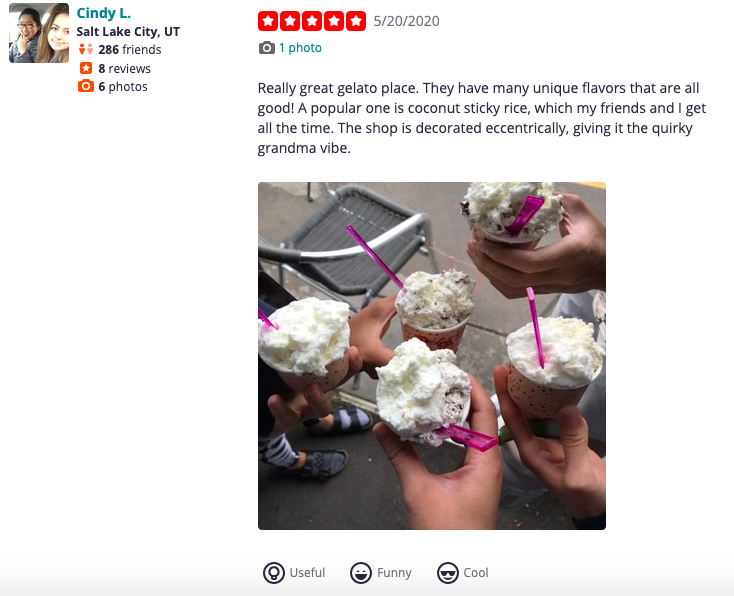 Cindy L.
Salt Lake City, UT
286 friends
8 reviews
6 photos
5/20/2020
1 photo
Really great gelato place. They have many unique flavors that are all
good! A popular one is coconut sticky rice, which my friends and I get
all the time. The shop is decorated eccentrically, giving it the quirky
grandma vibe.
Useful
Funny
Cool